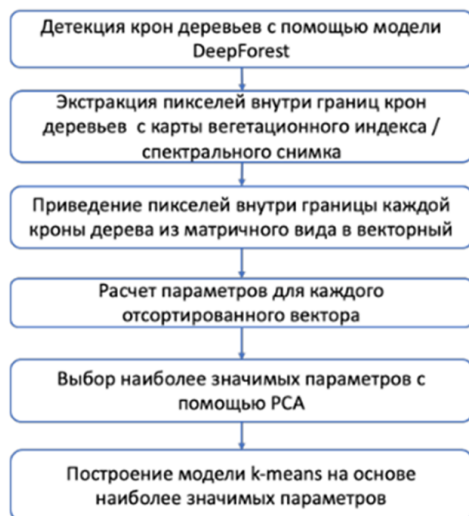 Детекция крон деревьев с помощью модели
DeepForest
Экстракция пикселей внутри границ крон
деревьев с карты вегетационного индекса /
спектрального снимка
Приведение пикселей внутри границы каждой
кроны дерева из матричного вида в векторный
Расчет параметров для каждого
отсортированного вектора
Выбор наиболее значимых параметров с
помощью PCA
Построение модели k-means на основе
наиболее значимых параметров